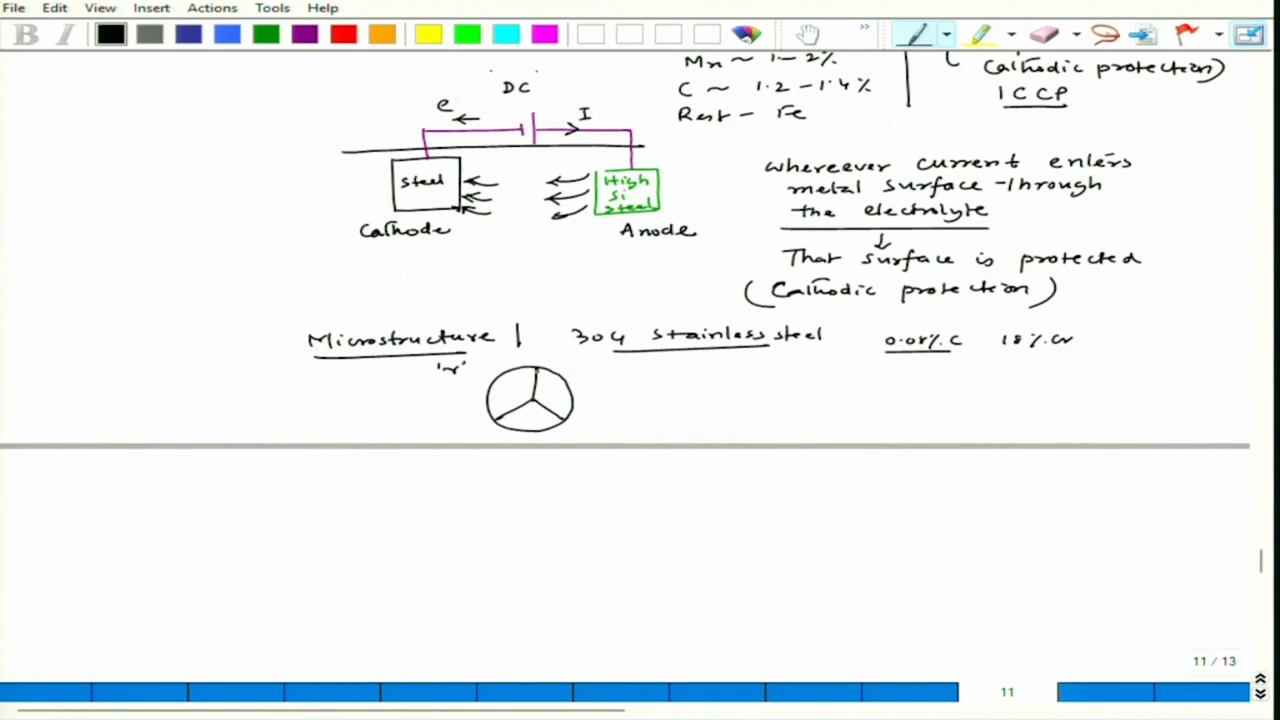 File Edit View Insert Actions Tools Help
B I
DC
e
I
Steel
High
Si
Steel
Cathode
Anode
Mn ~ 1-2%
C ~ 1.2-1.4%
Rest - Fe
( Cathodic protection)
ICCP
Whereever current enters
metal surface through
the electrolyte
That surface is protected
(Cathodic protection)
Microstructure | 304 Stainless steel 0.08%.C 18%.Cr
'r'
11 / 13
11